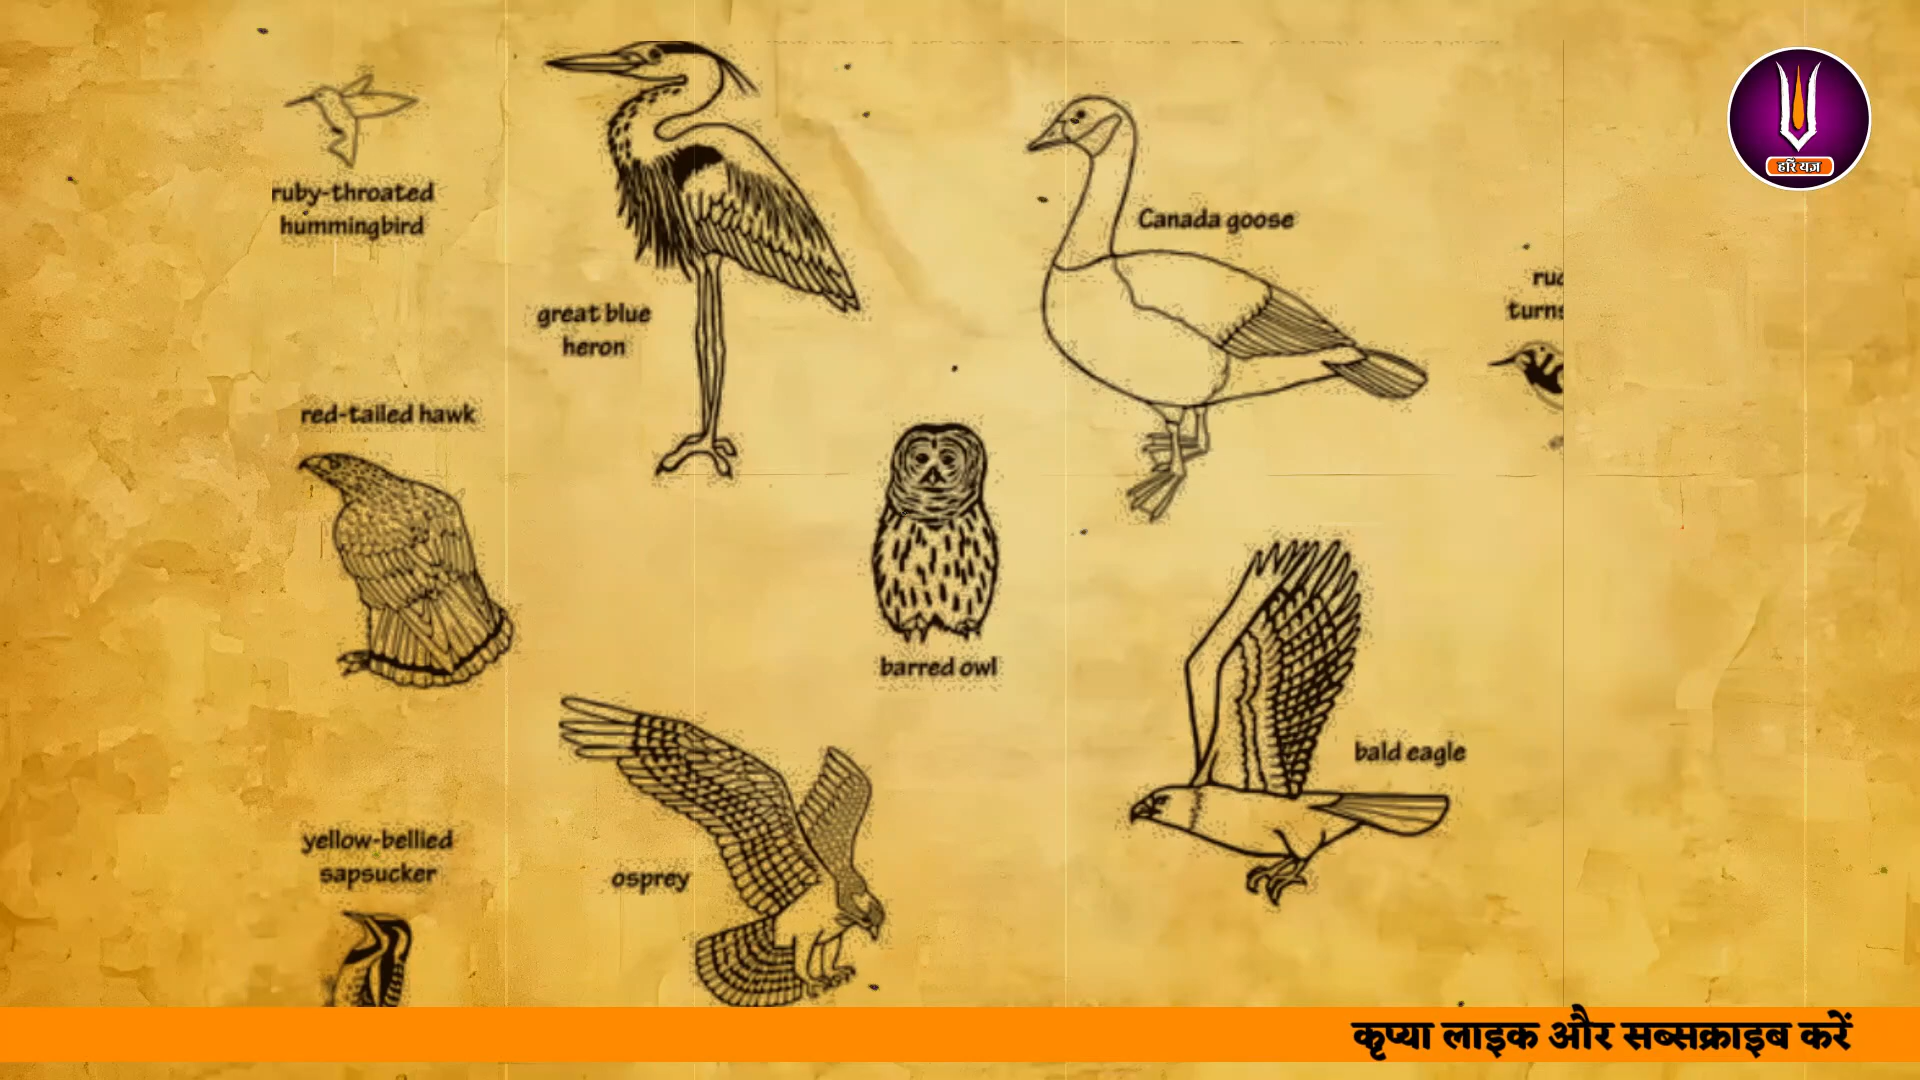 ruby-throated
hummingbird
great blue
heron
Canada goose
red-tailed hawk
barred owl
bald eagle
yellow-bellied
sapsucker
osprey
हरि यज्ञ
कृप्या लाइक और सब्सक्राइब करें